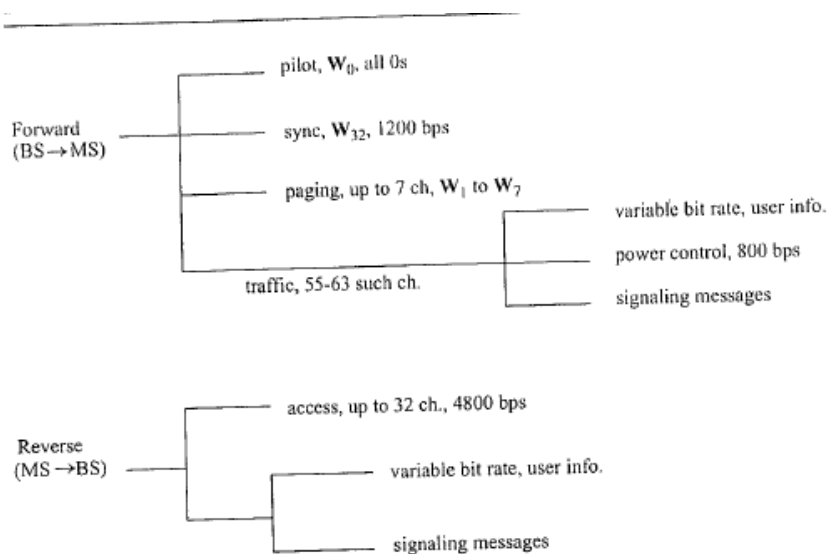 pilot, W₀, all 0s
Forward
(BS→MS)
sync, W₃₂, 1200 bps
paging, up to 7 ch, W₁ to W₇
traffic, 55-63 such ch.
variable bit rate, user info.
power control, 800 bps
signaling messages
access, up to 32 ch., 4800 bps
Reverse
(MS→BS)
variable bit rate, user info.
signaling messages